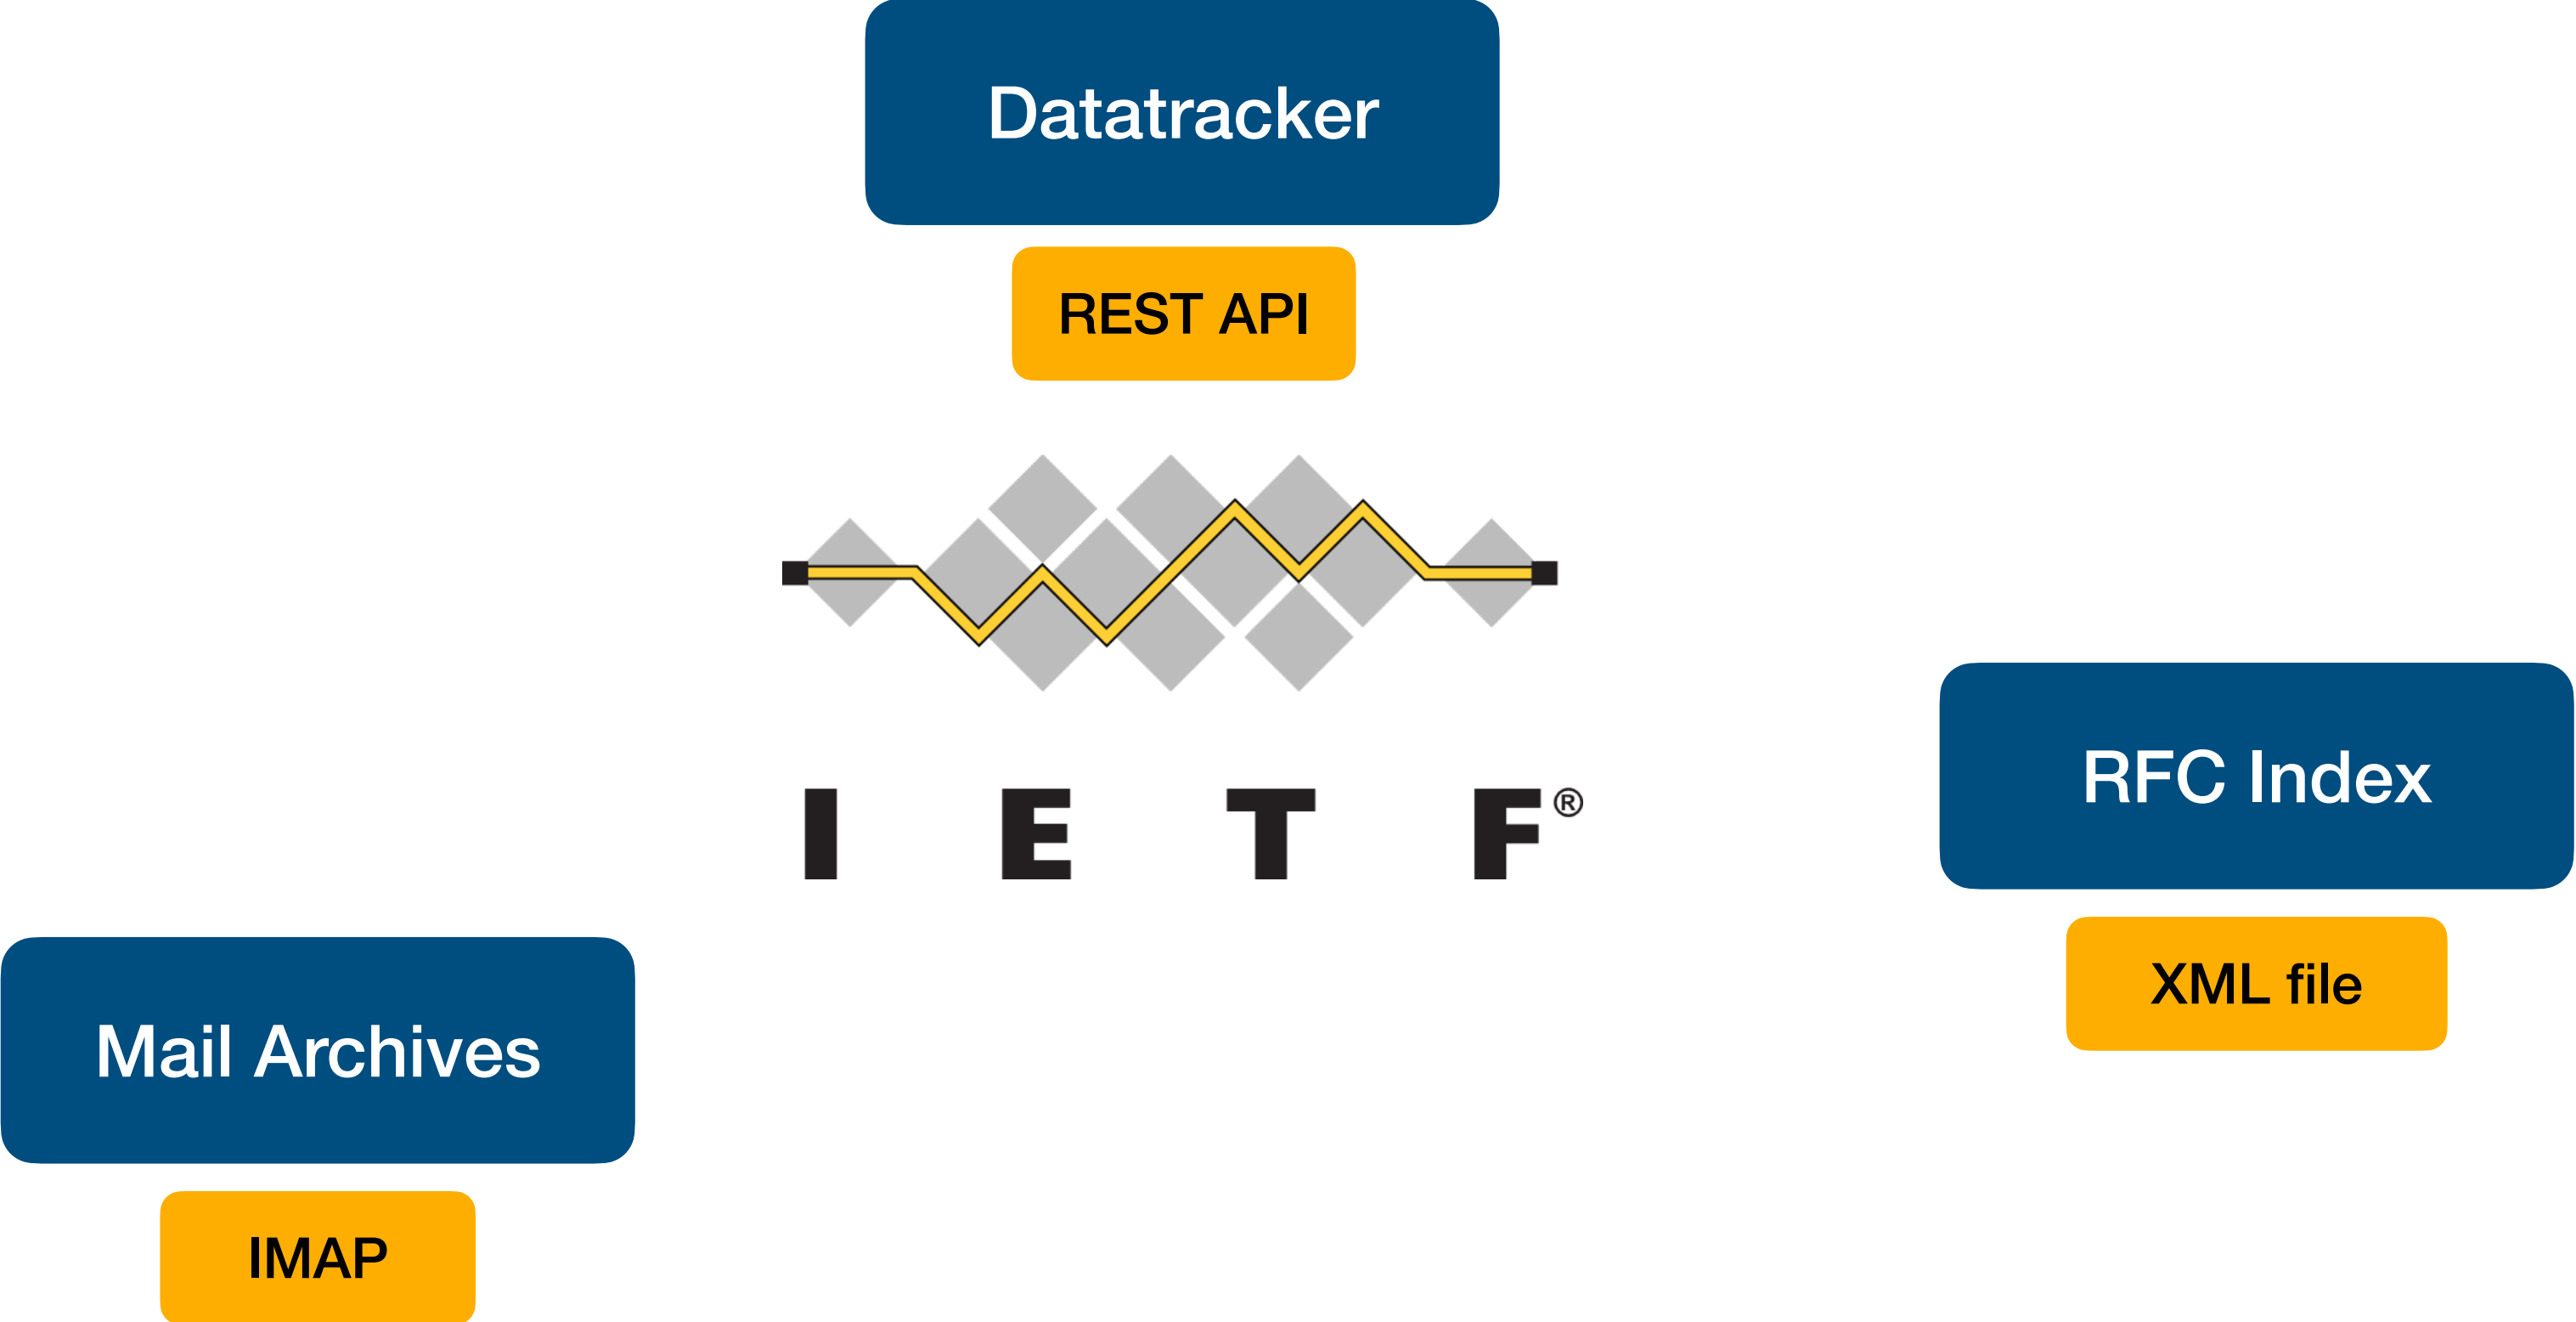 Datatracker
REST API
I E T F®
RFC Index
XML file
Mail Archives
IMAP